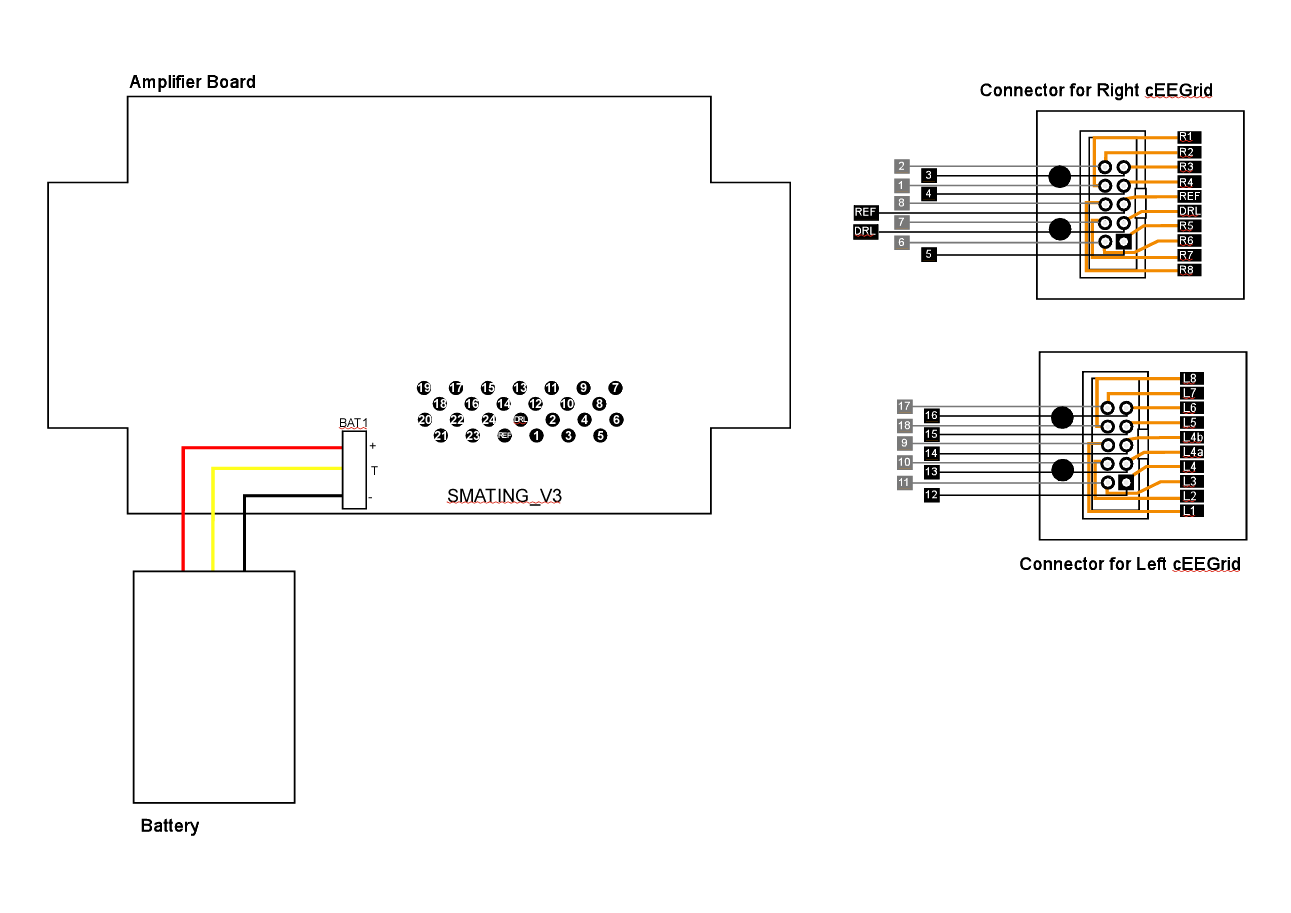 Amplifier Board
19 17 15 13 11 9 7
18 16 14 12 10 8
20 22 24 DRL 2 4 6
21 23 REF 1 3 5
BAT1
+
T
-
SMATING_V3
Battery
Connector for Right cEEGrid
2
3
1
4
8
REF
7
DRL
6
5
R1
R2
R3
R4
REF
DRL
R5
R6
R7
R8
17
16
18
15
9
14
10
13
11
12
L8
L7
L6
L5
L4b
L4a
L4
L3
L2
L1
Connector for Left cEEGrid